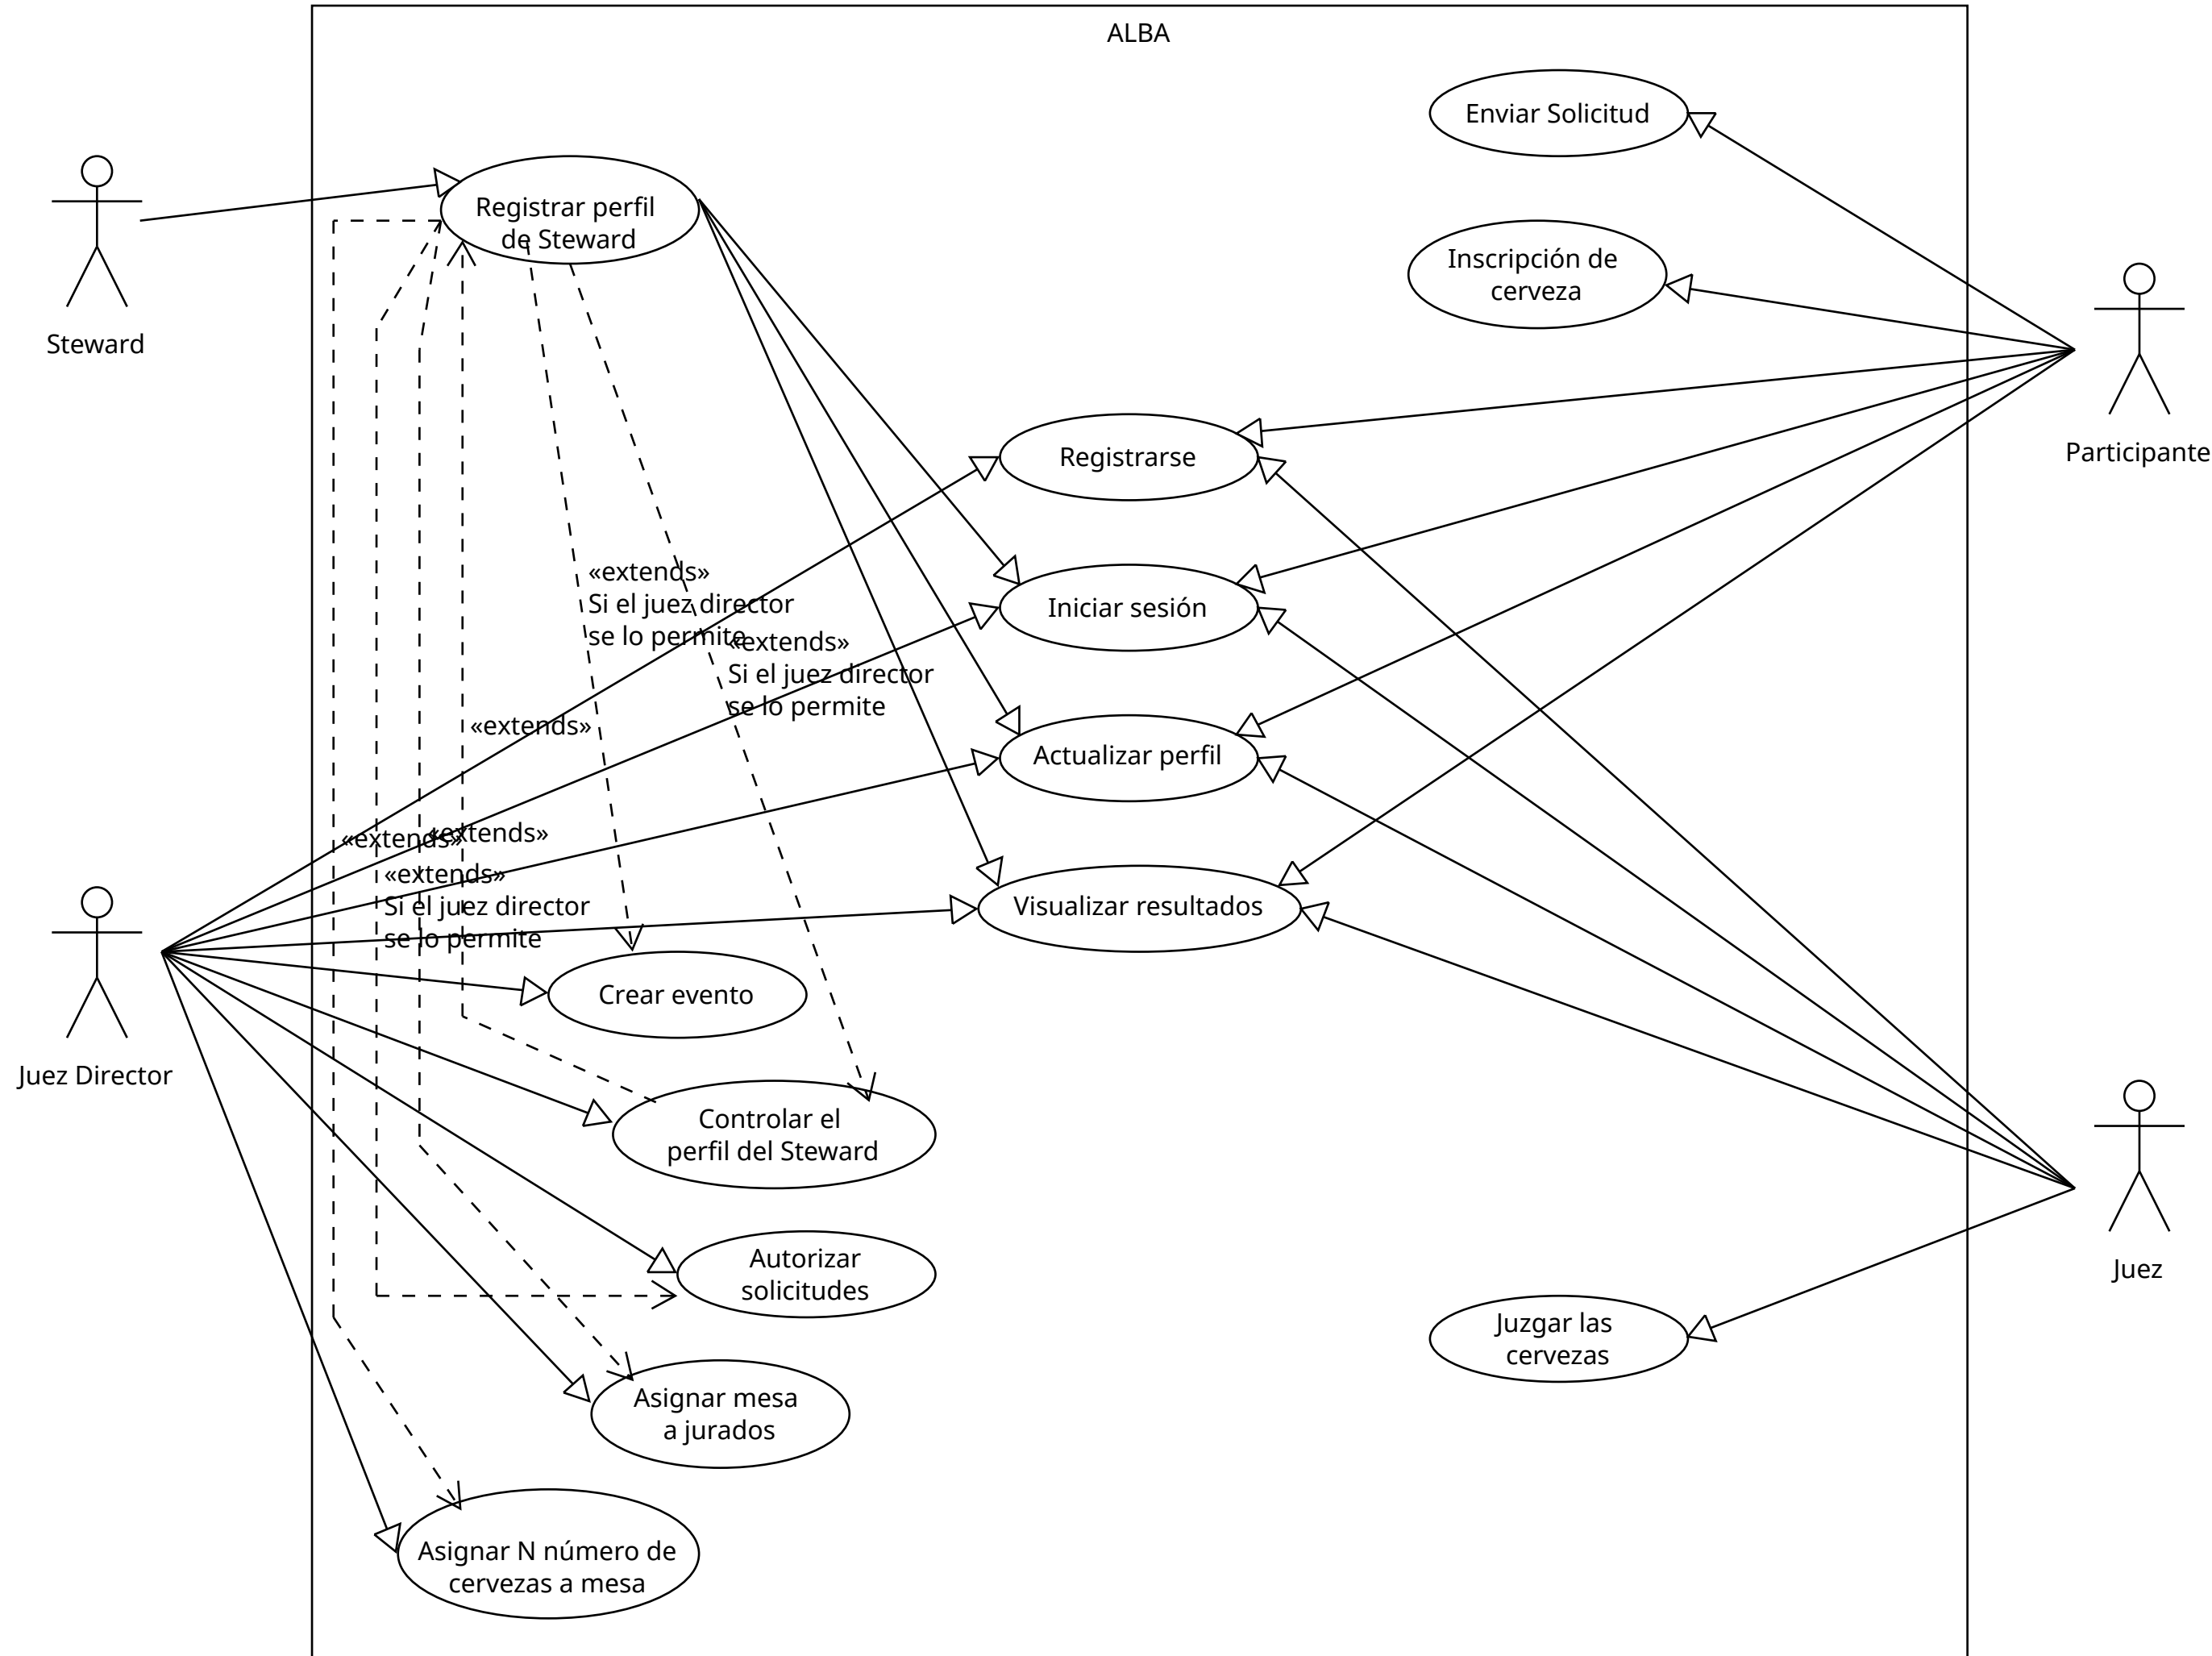 ALBA
Enviar Solicitud
Registrar perfil
de Steward
Inscripción de
cerveza
Steward
Participante
Registrarse
«extends»
Si el juez director
se lo permite
Iniciar sesión
«extends»
Si el juez director
se lo permite
«extends»
Actualizar perfil
«extends»
«extends»
«extends»
Si el juez director
se lo permite
Visualizar resultados
Crear evento
Juez Director
Controlar el
perfil del Steward
Autorizar
solicitudes
Juez
Juzgar las
cervezas
Asignar mesa
a jurados
Asignar N número de
cervezas a mesa